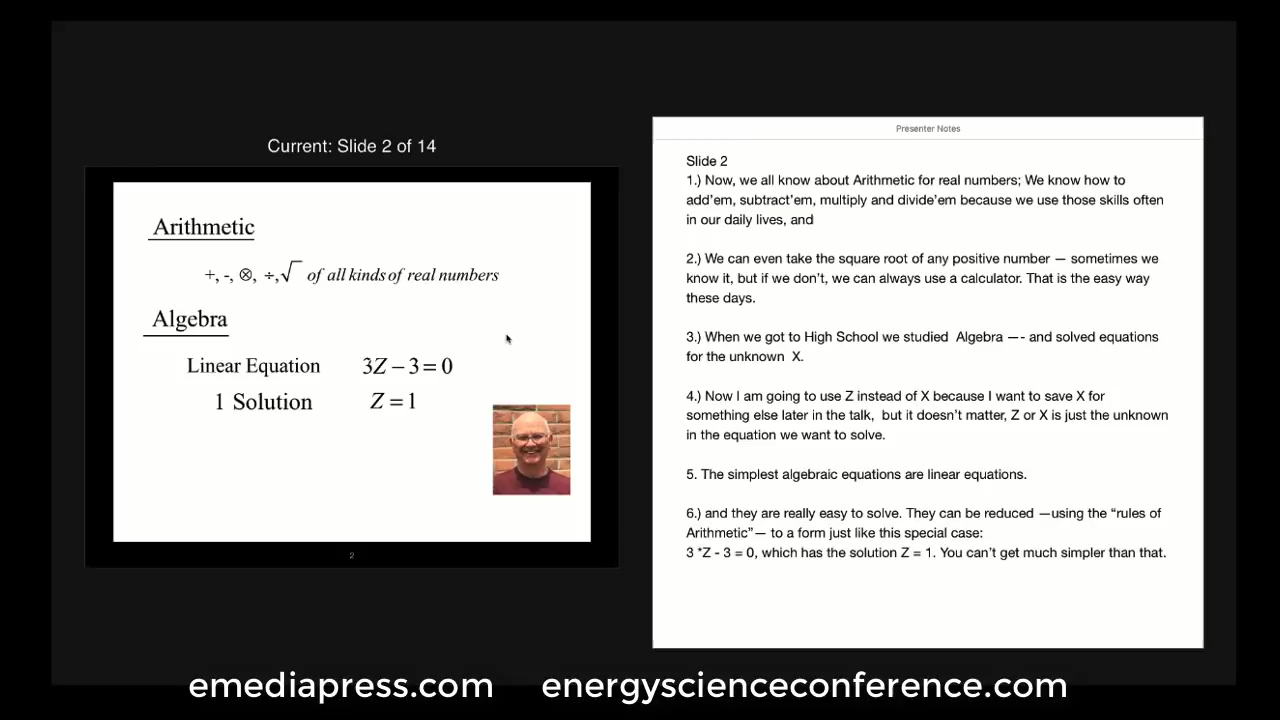 Current: Slide 2 of 14
Arithmetic
+, -, ⊗, ÷,√ of all kinds of real numbers
Algebra
Linear Equation 3Z – 3 = 0
1 Solution Z = 1
2
Presenter Notes
Slide 2
1.) Now, we all know about Arithmetic for real numbers; We know how to
add'em, subtract'em, multiply and divide'em because we use those skills often
in our daily lives, and
2.) We can even take the square root of any positive number — sometimes we
know it, but if we don't, we can always use a calculator. That is the easy way
these days.
3.) When we got to High School we studied Algebra —- and solved equations
for the unknown X.
4.) Now I am going to use Z instead of X because I want to save X for
something else later in the talk, but it doesn't matter, Z or X is just the unknown
in the equation we want to solve.
5. The simplest algebraic equations are linear equations.
6.) and they are really easy to solve. They can be reduced —using the “rules of
Arithmetic”— to a form just like this special case:
3 *Z - 3 = 0, which has the solution Z = 1. You can't get much simpler than that.
emediapress.com energyscienceconference.com